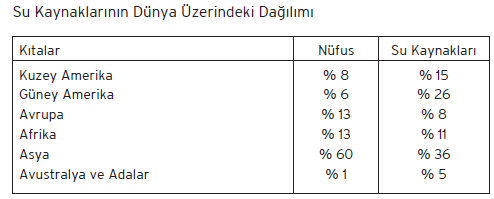 Su Kaynaklarının Dünya Üzerindeki Dağılımı
Kıtalar Nüfus Su Kaynakları
Kuzey Amerika % 8 % 15
Güney Amerika % 6 % 26
Avrupa % 13 % 8
Afrika % 13 % 11
Asya % 60 % 36
Avustralya ve Adalar % 1 % 5